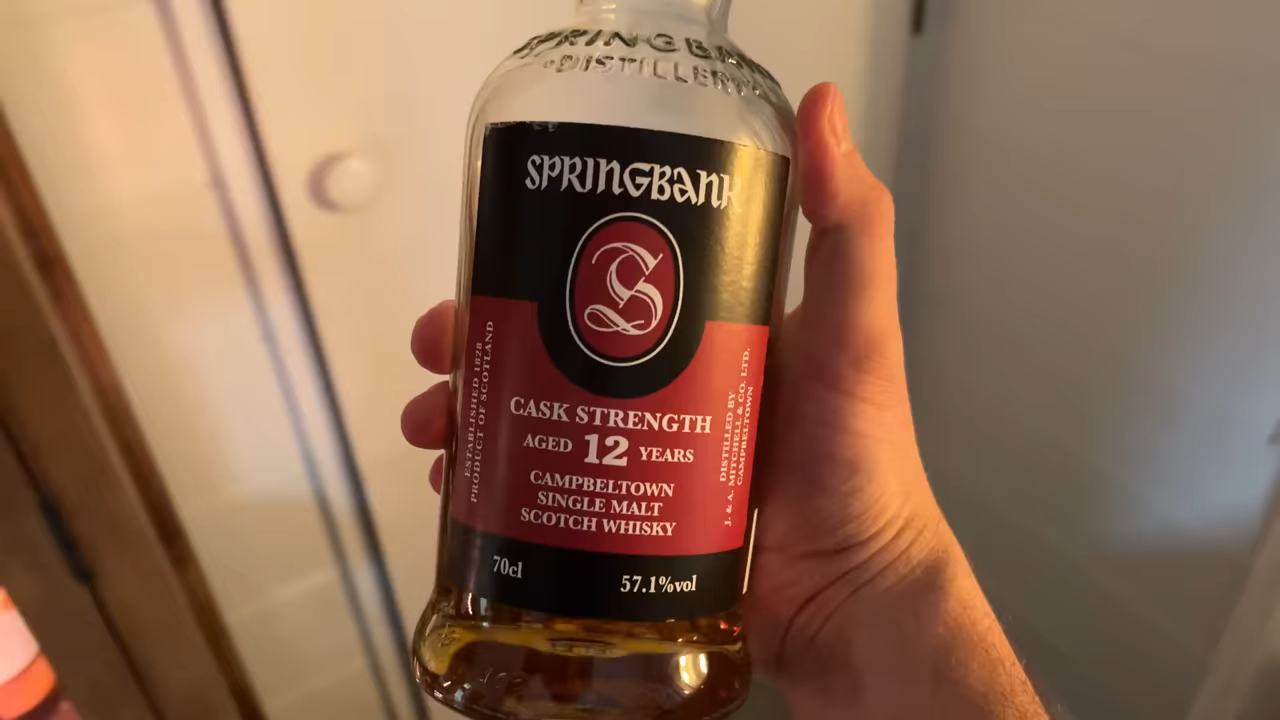 SPRINGBANK
DISTILLERY
SPRINGBANK
S
ESTABLISHED 1828
PRODUCT OF SCOTLAND
CASK STRENGTH
AGED 12 YEARS
CAMPBELTOWN
SINGLE MALT
SCOTCH WHISKY
DISTILLED BY
J. & A. MITCHELL & CO. LTD.
CAMPBELTOWN
70cl
57.1%vol